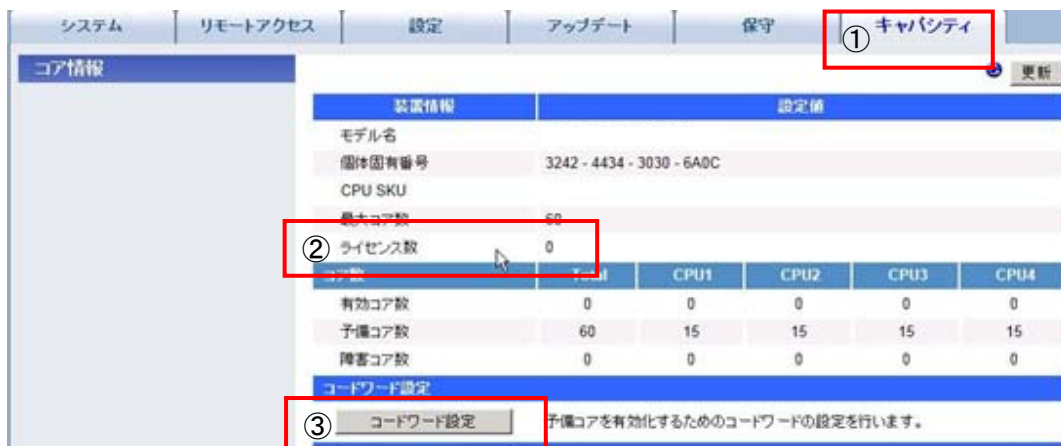 システム リモートアクセス 設定 アップデート 保守 ① キャパシティ
コア情報
更新
装置情報 設定値
モデル名
個体固有番号 3242 - 4434 - 3030 - 6A0C
CPU SKU
最大コア数 60
② ライセンス数 0
コア数 Total CPU1 CPU2 CPU3 CPU4
有効コア数 0 0 0 0 0
予備コア数 60 15 15 15 15
障害コア数 0 0 0 0 0
コードワード設定
③ コードワード設定 予備コアを有効化するためのコードワードの設定を行います。